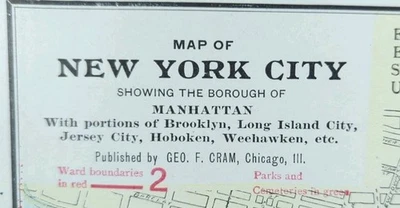 MAP OF
NEW YORK CITY
SHOWING THE BOROUGH OF
MANHATTAN
With portions of Brooklyn, Long Island City,
Jersey City, Hoboken, Weehawken, etc.
Published by GEO. F. CRAM, Chicago, Ill.
Ward boundaries
in red 2
Parks and
Cemeteries in green